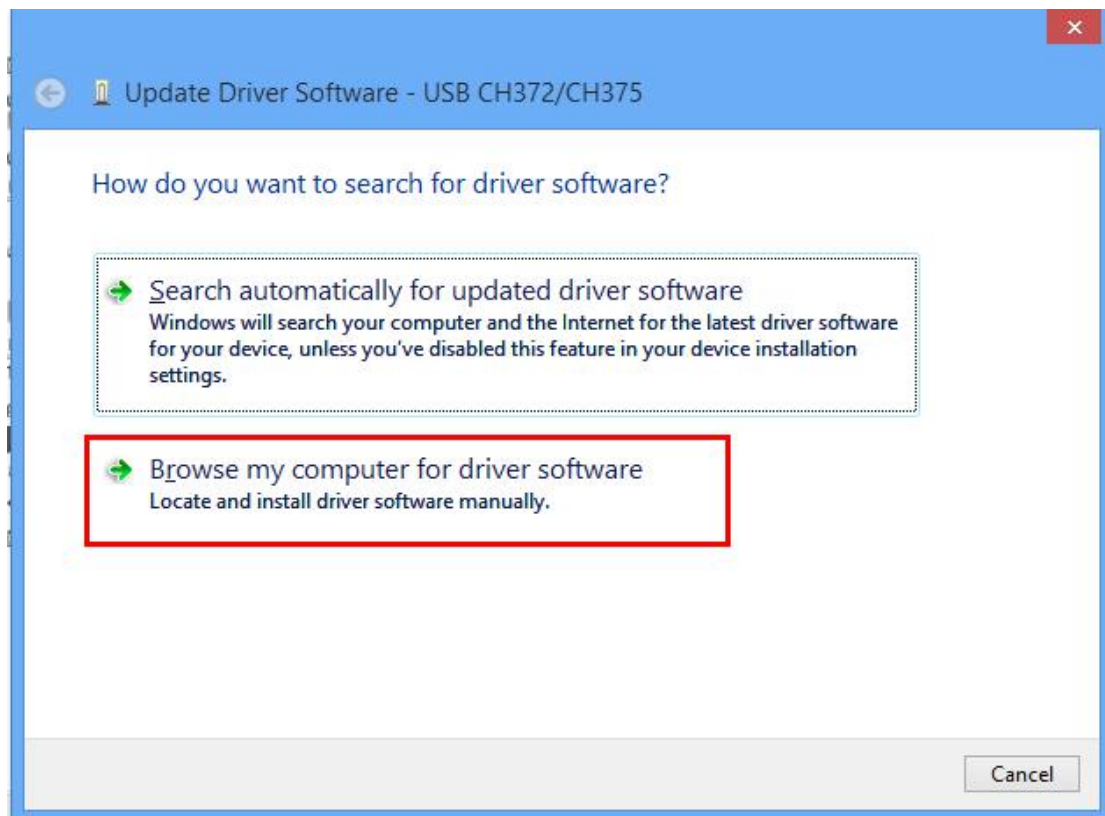 Update Driver Software - USB CH372/CH375
How do you want to search for driver software?
Search automatically for updated driver software
Windows will search your computer and the Internet for the latest driver software
for your device, unless you've disabled this feature in your device installation
settings.
Browse my computer for driver software
Locate and install driver software manually.
Cancel